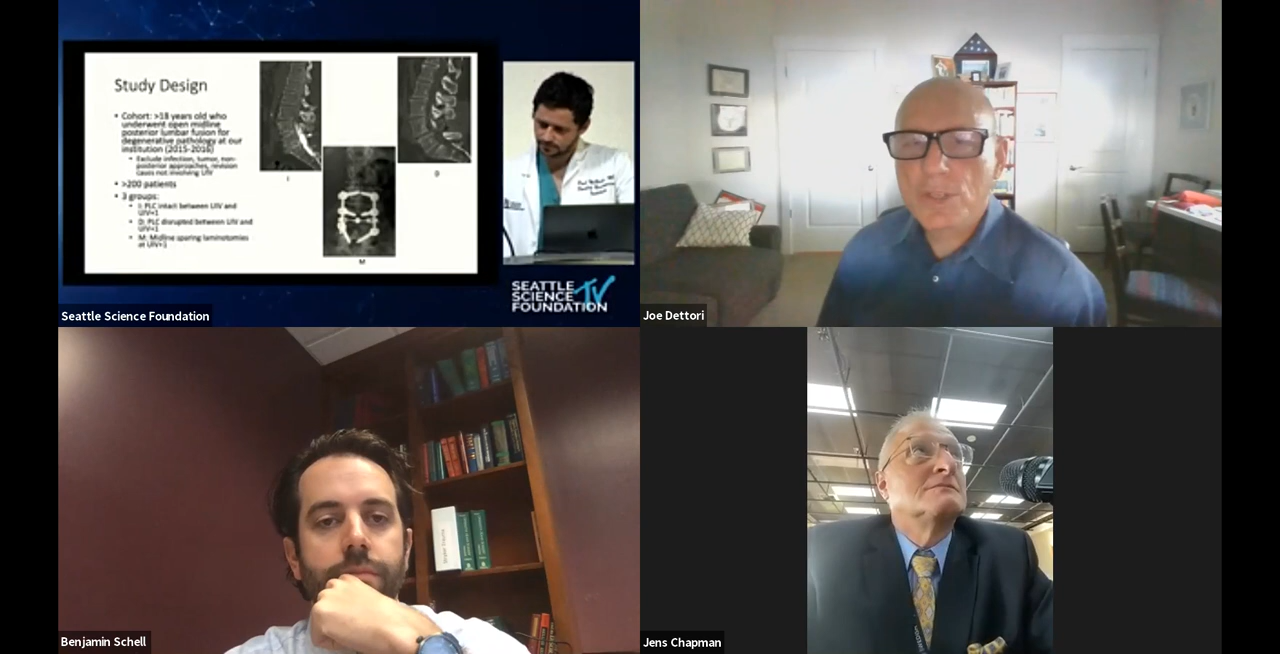 Study Design
• Cohort: >18 years old who
underwent open midline
posterior lumbar fusion for
degenerative pathology at our
institution (2015-2016)
• Exclude infection, tumor, non-
posterior approaches, revision
cases not involving UIV
• >200 patients
• 3 groups:
• I: PLC intact between UIV and
UIV+1
• D: PLC disrupted between UIV and
UIV+1
• M: Midline sparing laminotomies
at UIV+1
I
D
M
SEATTLE
SCIENCE TV
FOUNDATION
Seattle Science Foundation
Joe Dettori
Benjamin Schell
Jens Chapman